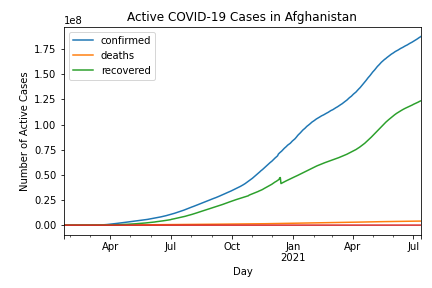 Active COVID-19 Cases in Afghanistan
1e8
confirmed
deaths
recovered
1.75
1.50
1.25
1.00
0.75
0.50
0.25
0.00
Number of Active Cases
Apr
Jul
Oct
Jan
2021
Apr
Jul
Day